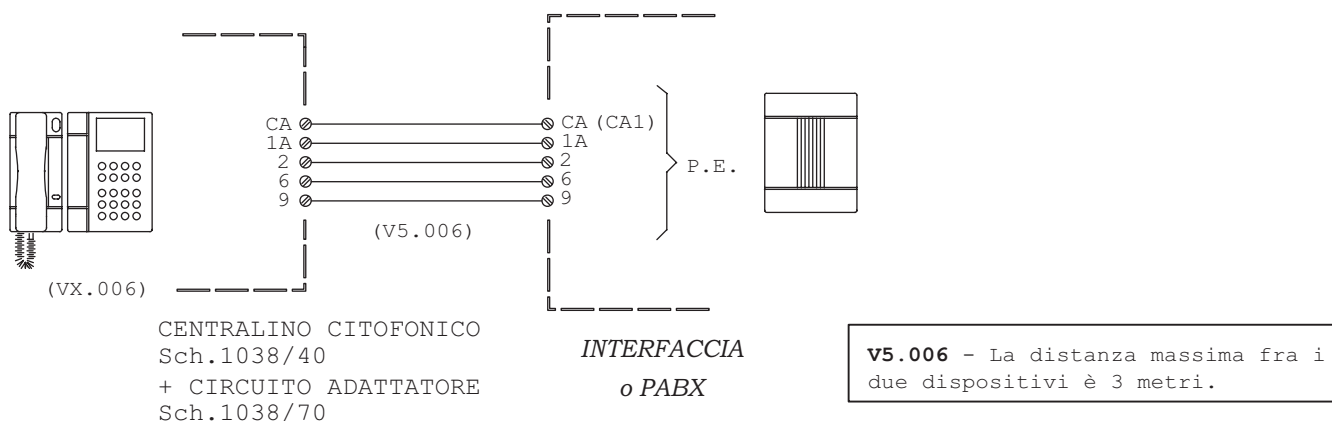 CA CA (CA1)
1A 1A
2 2
6 6
9 9
P.E.
(V5.006)
(VX.006)
CENTRALINO CITOFONICO
Sch.1038/40
+ CIRCUITO ADATTATORE
Sch.1038/70
INTERFACCIA
o PABX
V5.006 - La distanza massima fra i
due dispositivi è 3 metri.